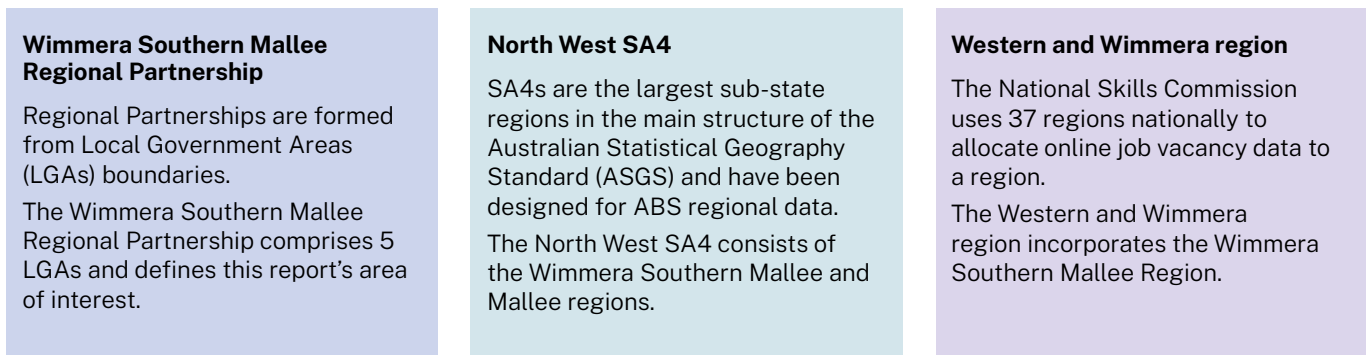 Wimmera Southern Mallee
Regional Partnership
Regional Partnerships are formed
from Local Government Areas
(LGAs) boundaries.
The Wimmera Southern Mallee
Regional Partnership comprises 5
LGAs and defines this report’s area
of interest.
North West SA4
SA4s are the largest sub-state
regions in the main structure of the
Australian Statistical Geography
Standard (ASGS) and have been
designed for ABS regional data.
The North West SA4 consists of
the Wimmera Southern Mallee and
Mallee regions.
Western and Wimmera region
The National Skills Commission
uses 37 regions nationally to
allocate online job vacancy data to
a region.
The Western and Wimmera
region incorporates the Wimmera
Southern Mallee Region.